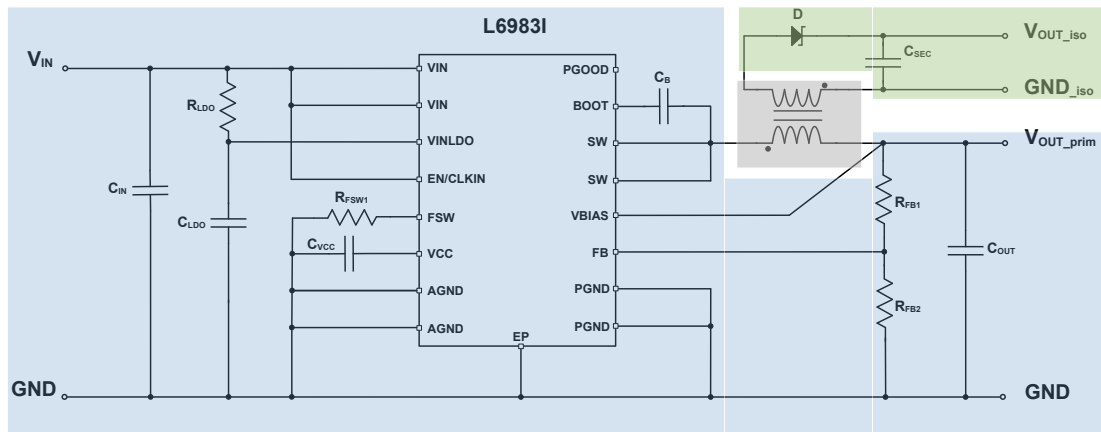 L6983I
D
VOUT_iso
CSEC
GND_iso
VIN
VIN
PGOOD
CB
RLDO
VIN
BOOT
VINLDO
SW
VOUT_prim
CIN
EN/CLKIN
SW
RFSW1
RFB1
CLDO
FSW
VBIAS
CVCC
VCC
FB
COUT
AGND
PGND
RFB2
AGND
PGND
EP
GND
GND